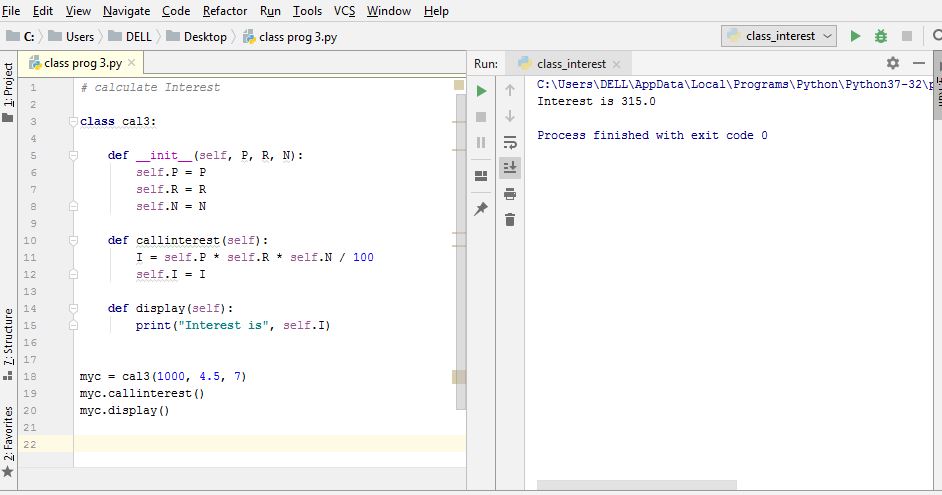 File Edit View Navigate Code Refactor Run Tools VCS Window Help
C: Users DELL Desktop class prog 3.py
class_interest
1: Project
7: Structure
2: Favorites
class prog 3.py
1 # calculate Interest
2
3 class cal3:
4
5 def __init__(self, P, R, N):
6 self.P = P
7 self.R = R
8 self.N = N
9
10 def callinterest(self):
11 I = self.P * self.R * self.N / 100
12 self.I = I
13
14 def display(self):
15 print("Interest is", self.I)
16
17
18 myc = cal3(1000, 4.5, 7)
19 myc.callinterest()
20 myc.display()
21
22
Run: class_interest
C:\Users\DELL\AppData\Local\Programs\Python\Python37-32\p
Interest is 315.0
Process finished with exit code 0